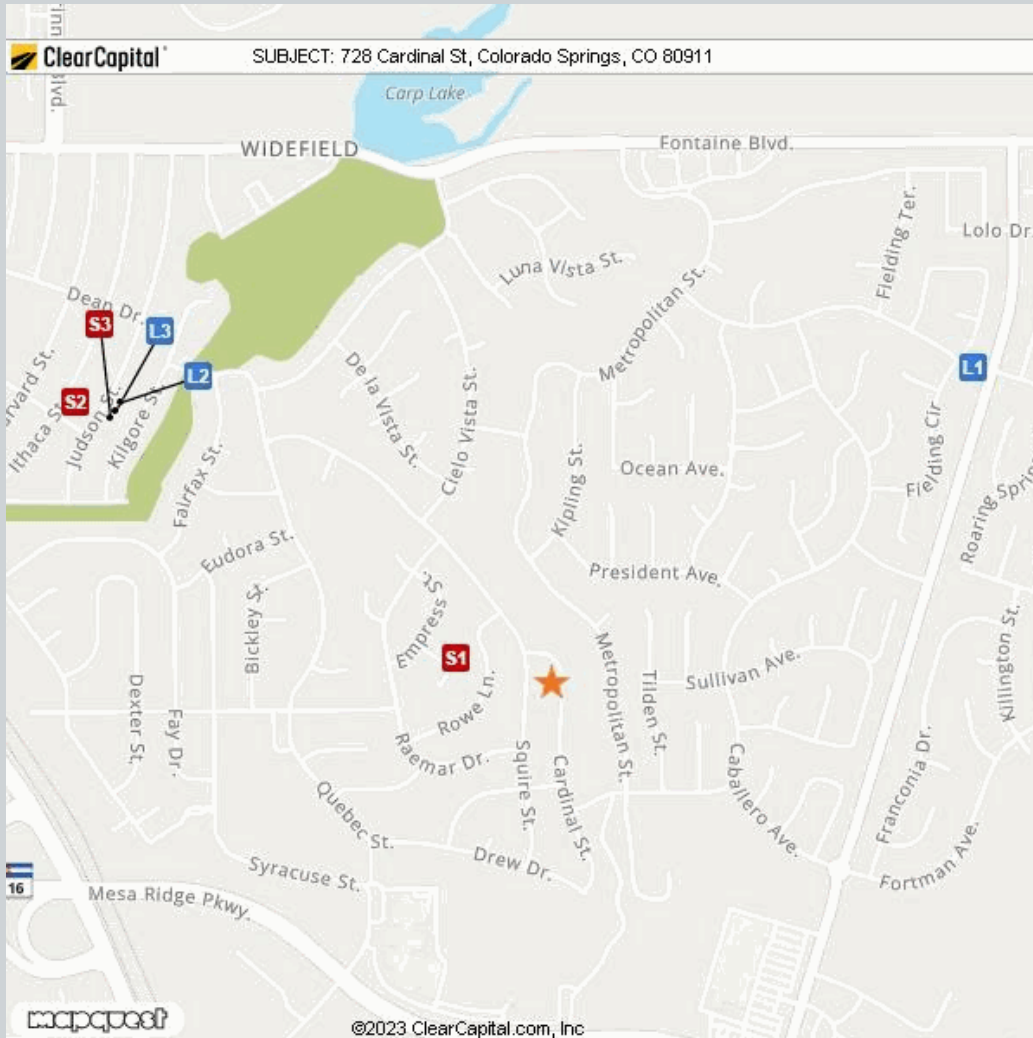 ClearCapital
SUBJECT: 728 Cardinal St, Colorado Springs, CO 80911
Blvd.
Carp Lake
WIDEFIELD
Fontaine Blvd.
Lolo Dr.
Fielding Ter.
Luna Vista St.
Metropolitan St.
Dean Dr.
S3
L3
L2
L1
S2
Ithaca St.
Judson St.
Kilgore St.
De la Vista St.
Cielo Vista St.
Fielding Cir
Ocean Ave.
Kipling St.
Fairfax St.
Eudora St.
President Ave.
Empress St.
Bickley St.
S1
Rowe Ln.
Metropolitan St.
Tilden St.
Sullivan Ave.
Killington St.
Dexter St.
Fay Dr.
Raemar Dr.
Squire St.
Cardinal St.
Caballero Ave.
Franconia Dr.
Quebec St.
Drew Dr.
Syracuse St.
Fortman Ave.
16
Mesa Ridge Pkwy.
mapquest
©2023 ClearCapital.com, Inc